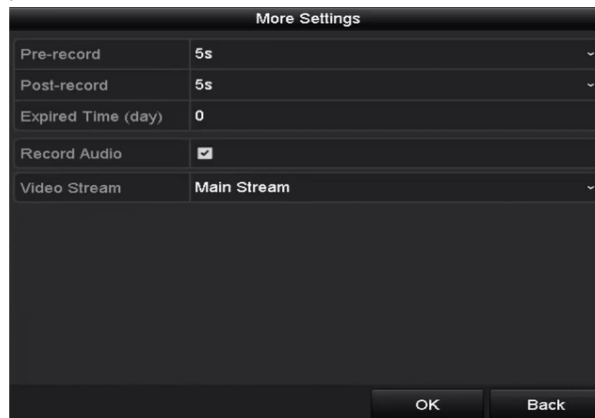 More Settings
Pre-record 5s
Post-record 5s
Expired Time (day) 0
Record Audio
Video Stream Main Stream
OK Back